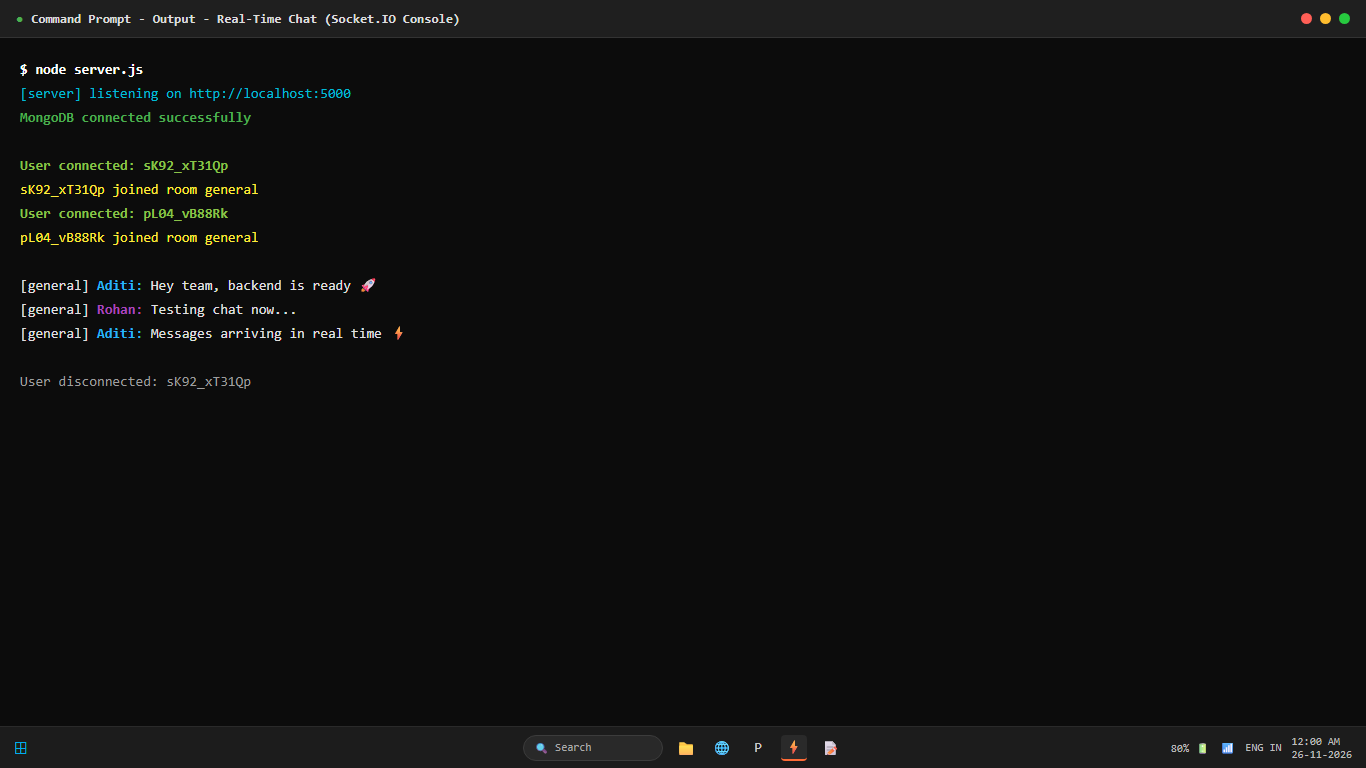 Command Prompt - Output - Real-Time Chat (Socket.IO Console)
$ node server.js
[server] listening on http://localhost:5000
MongoDB connected successfully
User connected: sK92_xT31Qp
sK92_xT31Qp joined room general
User connected: pL04_vB88Rk
pL04_vB88Rk joined room general
[general] Aditi: Hey team, backend is ready 🚀
[general] Rohan: Testing chat now...
[general] Aditi: Messages arriving in real time ⚡
User disconnected: sK92_xT31Qp
Search
P
80%
ENG IN
12:00 AM
26-11-2026